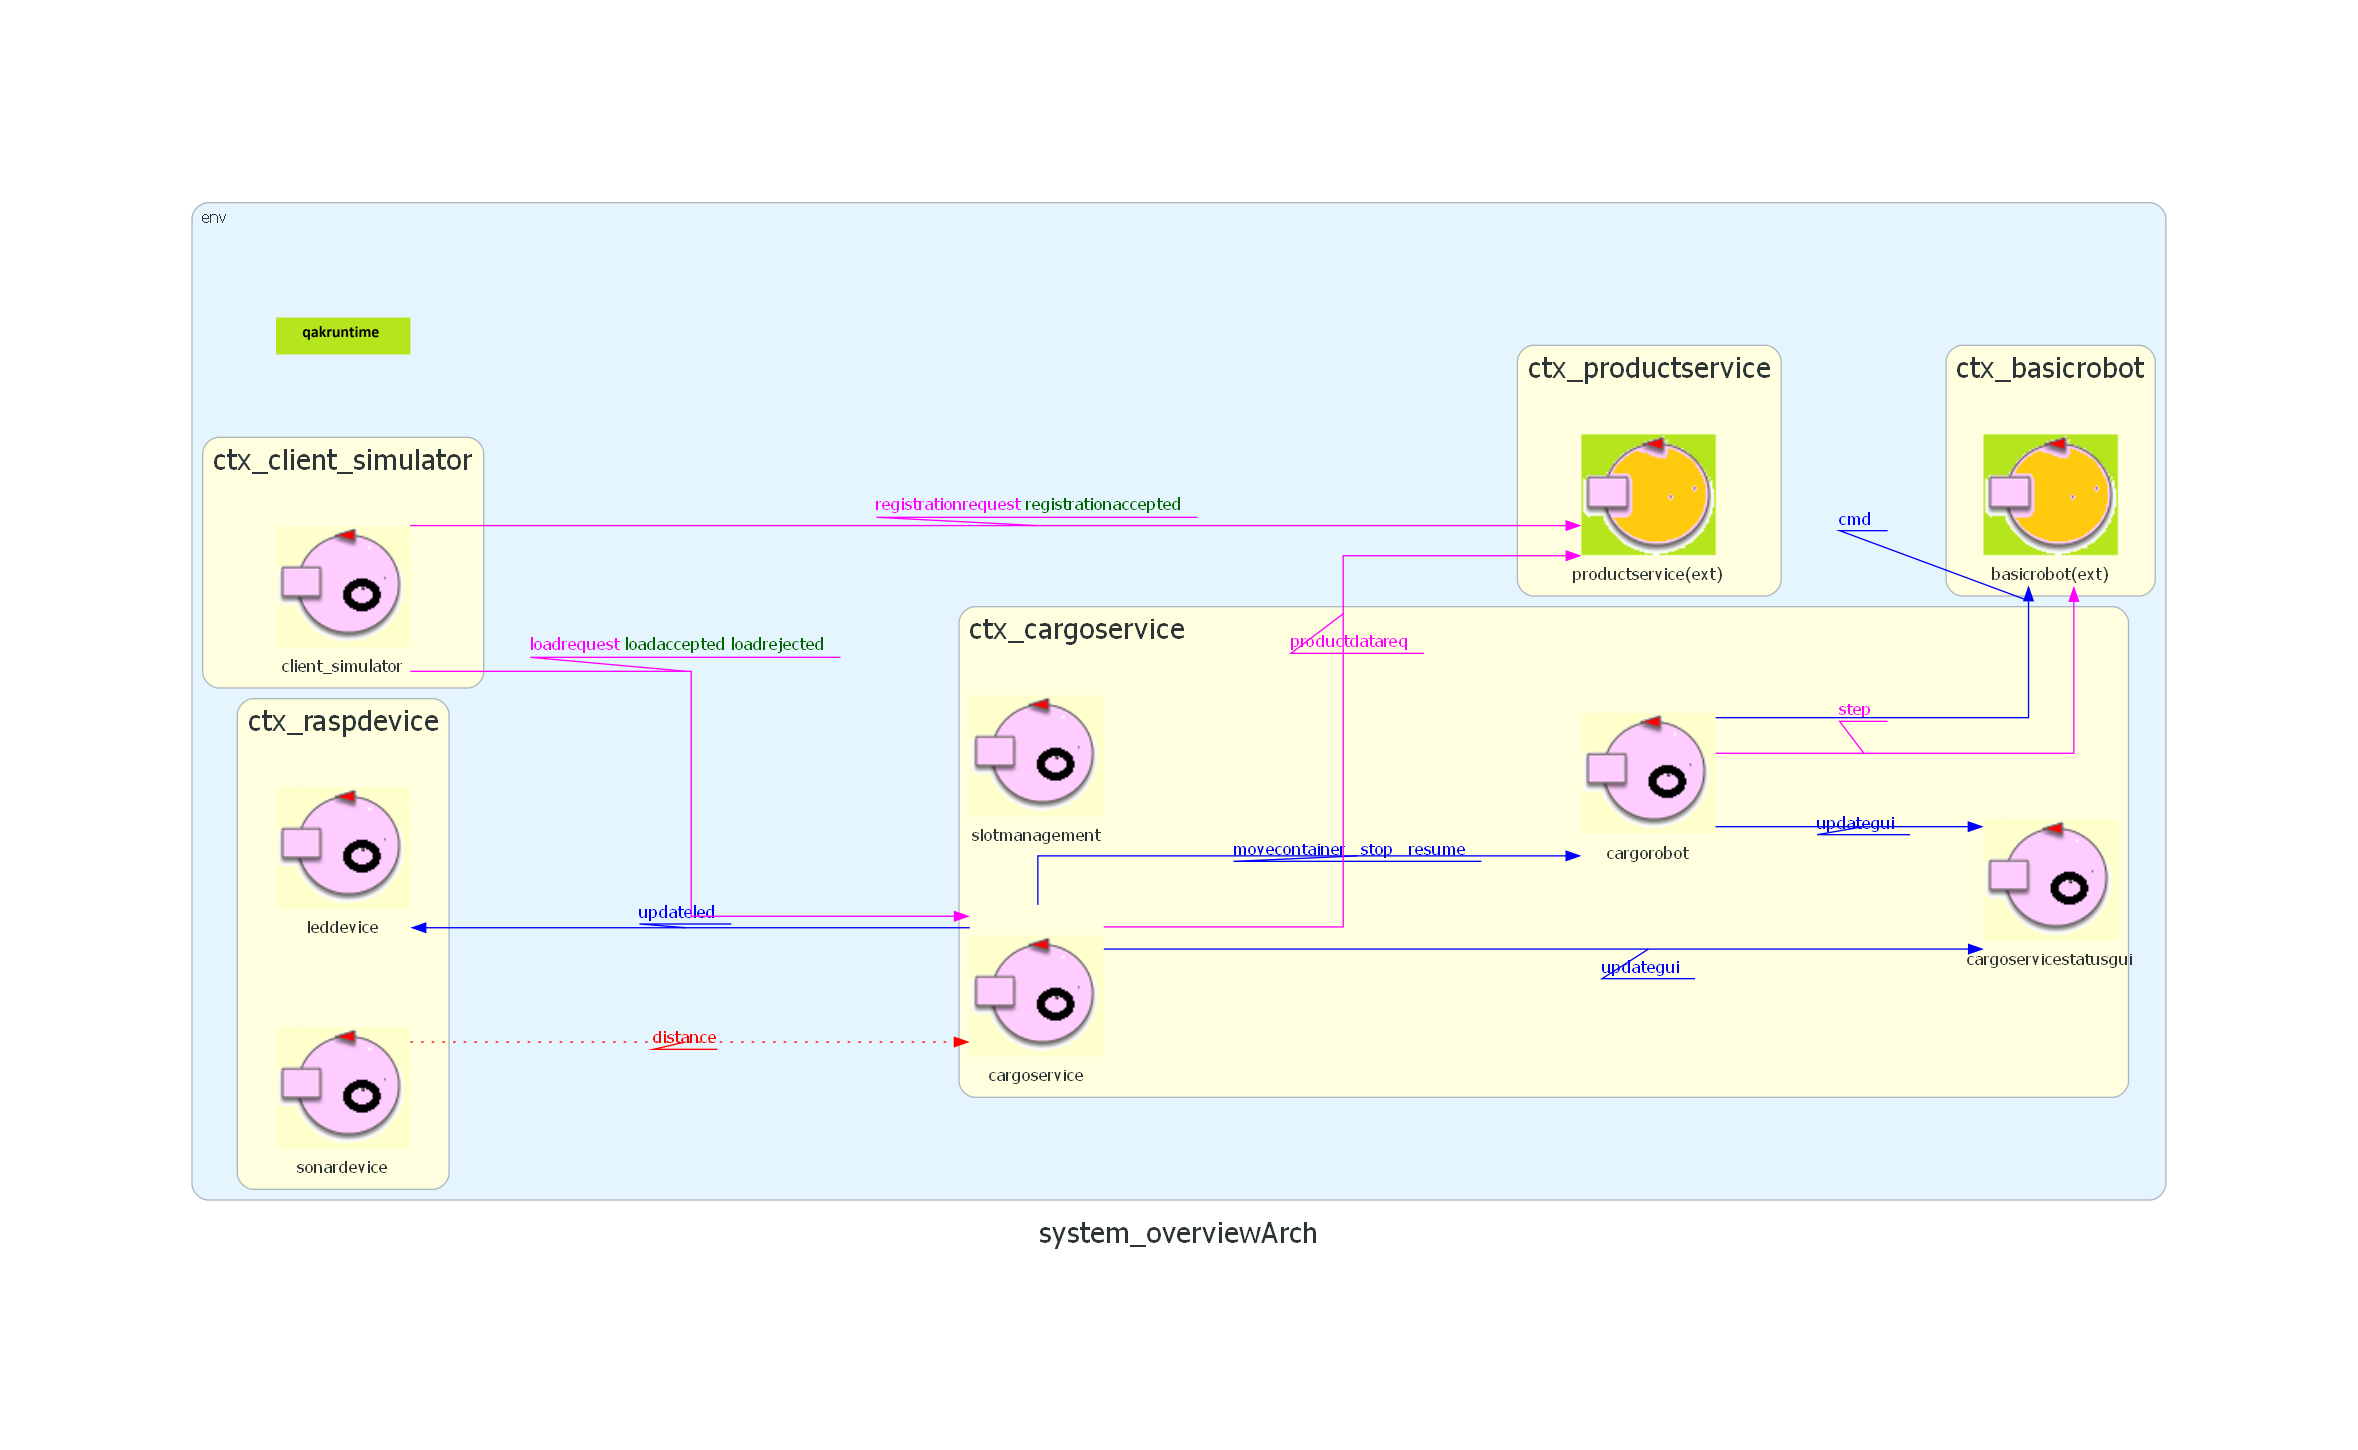 env
qakruntime
ctx_productservice
ctx_basicrobot
ctx_client_simulator
registrationrequest registrationaccepted
cmd
productservice(ext)
basicrobot(ext)
ctx_cargoservice
loadrequest loadaccepted loadrejected
productdatareq
client_simulator
ctx_raspdevice
step
slotmanagement
updategui
movecontainer stop resume
cargorobot
updateled
leddevice
cargoservicestatusgui
updategui
distance
cargoservice
sonardevice
system_overviewArch